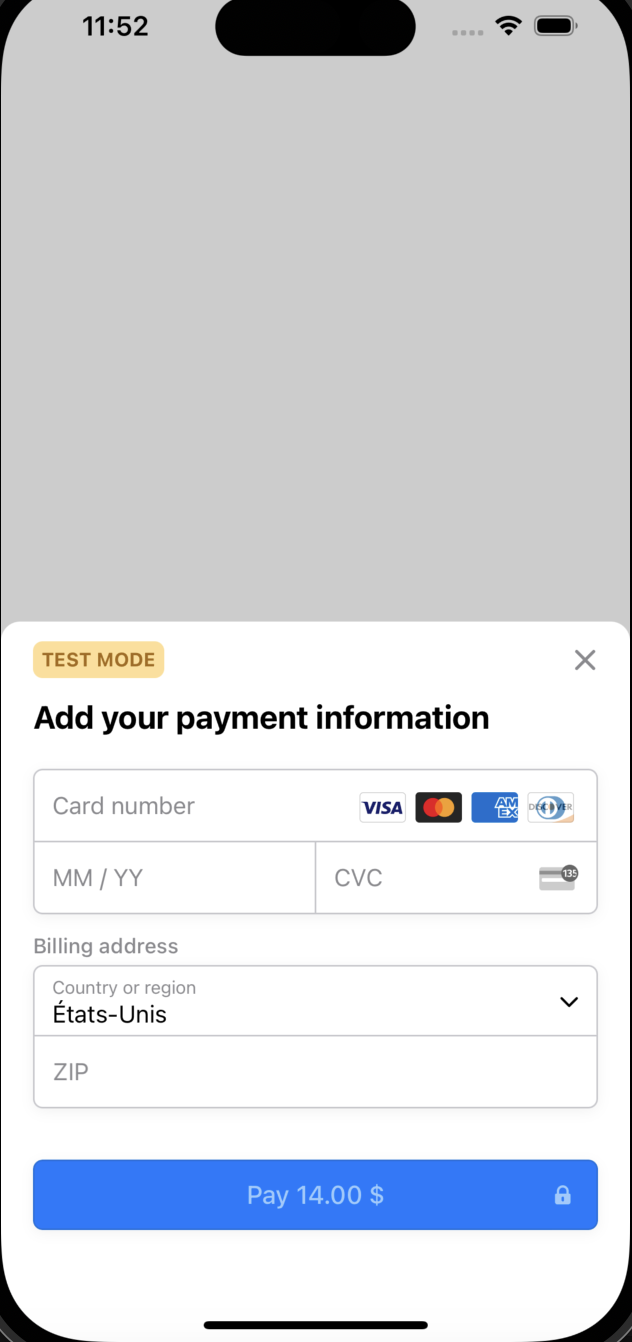 11:52
TEST MODE
Add your payment information
Card number VISA AM EX DISCOVER
MM / YY CVC 135
Billing address
Country or region
États-Unis
ZIP
Pay 14.00 $